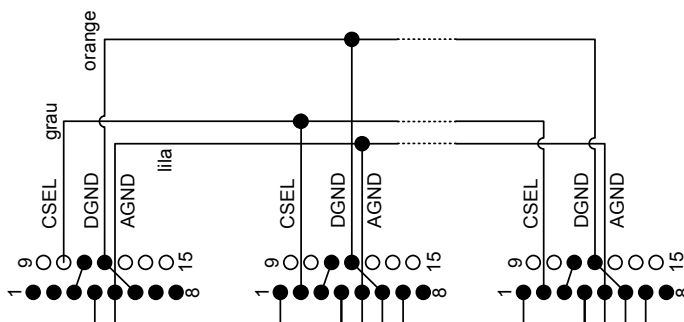 orange
grau
lila
CSEL
DGND
AGND
CSEL
DGND
AGND
CSEL
DGND
AGND
9
15
9
15
9
15
1
8
1
8
1
8